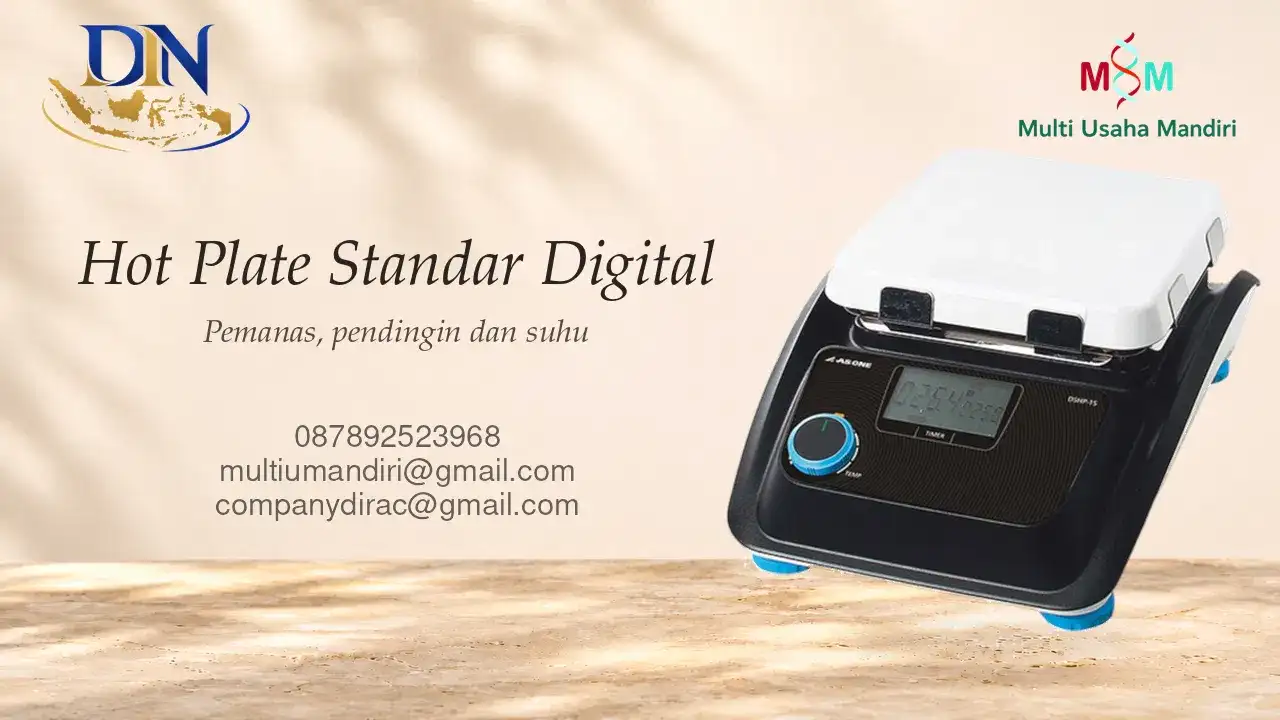 DIN
MSM
Multi Usaha Mandiri
Hot Plate Standar Digital
Pemanas, pendingin dan suhu
087892523968
multiumandiri@gmail.com
companydirac@gmail.com
AS ONE
DSHP-1S
TIMER
TEMP